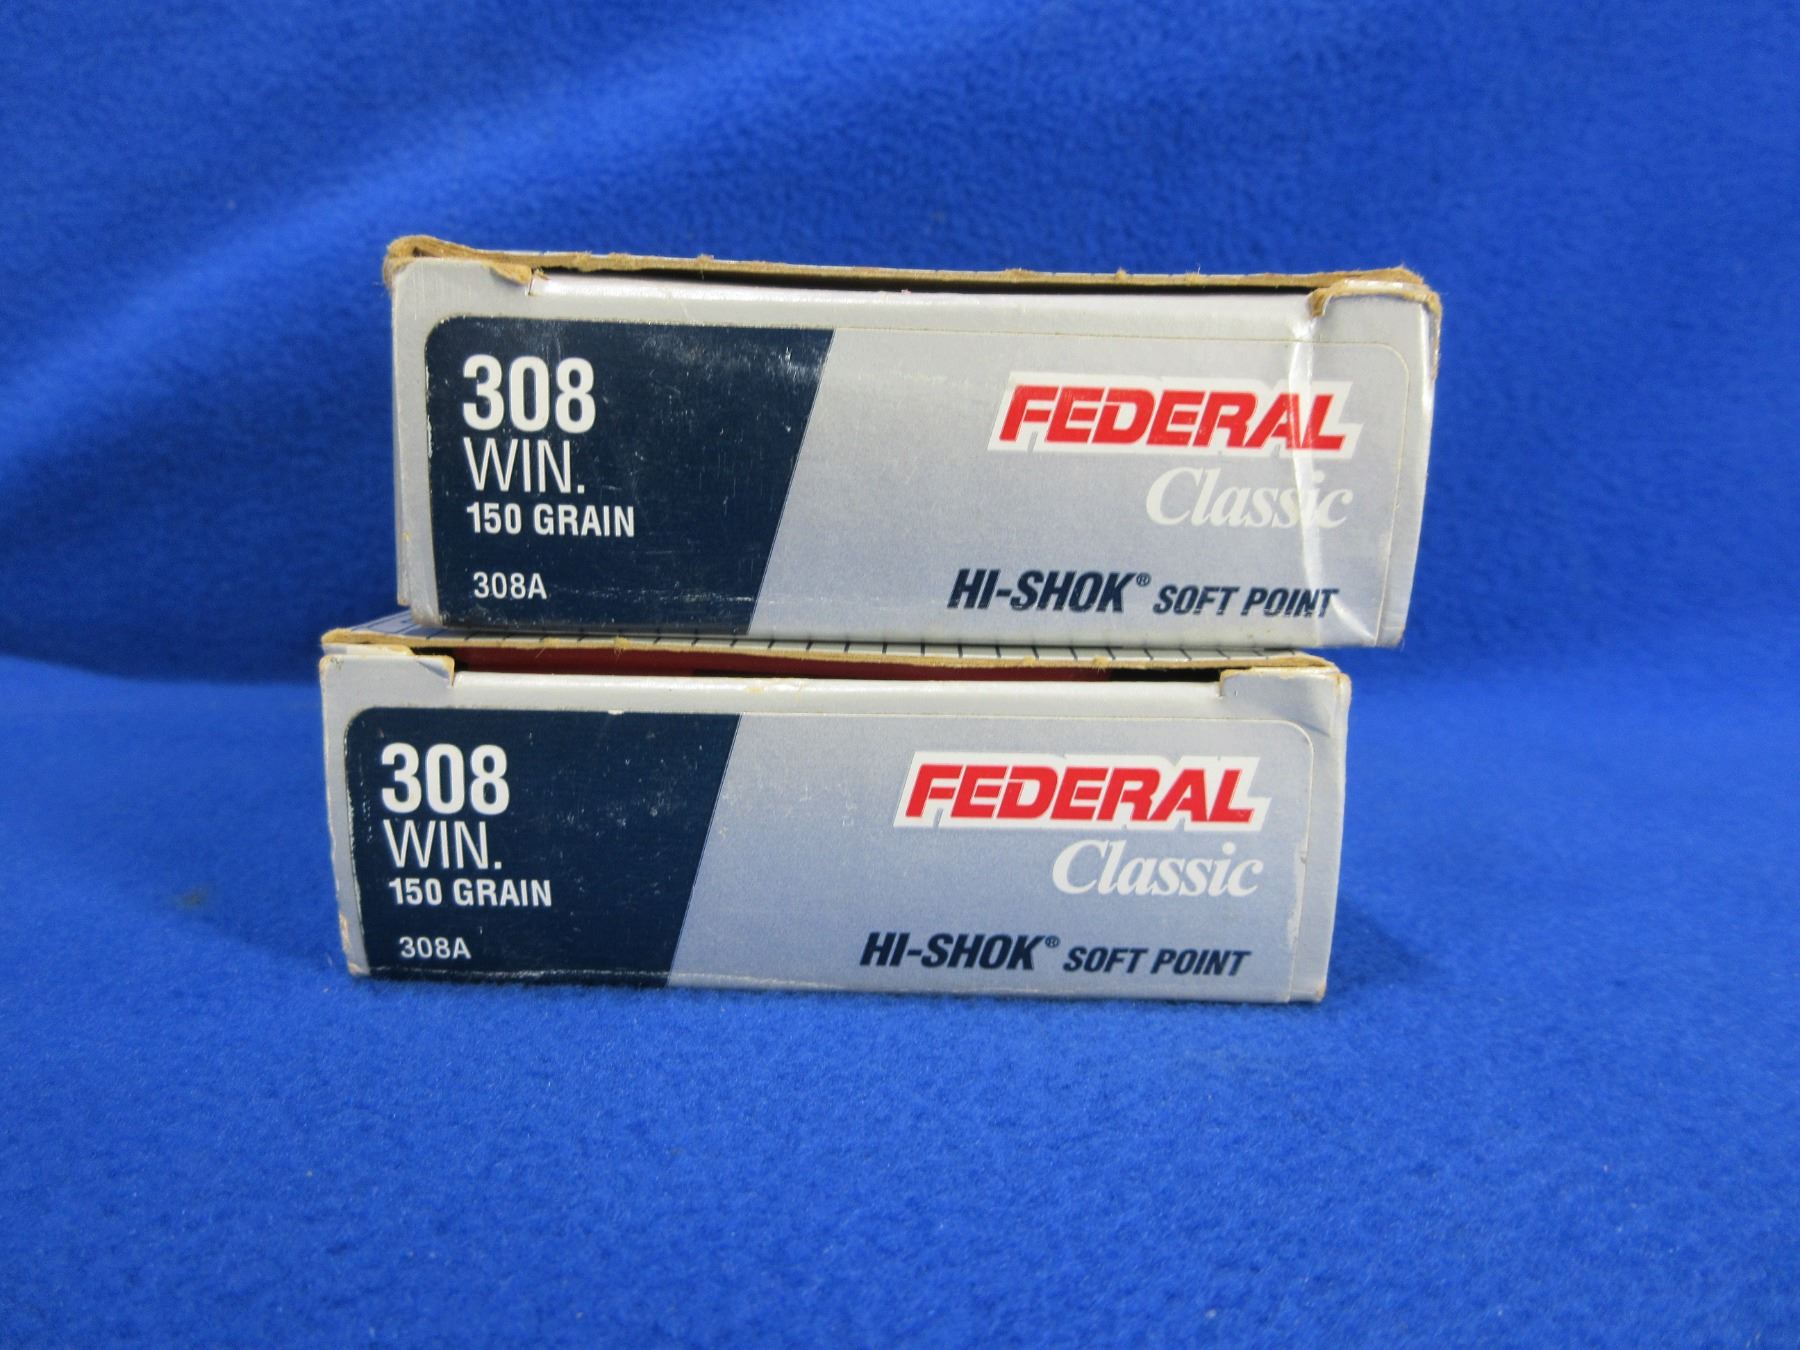 308
WIN.
150 GRAIN
308A
FEDERAL
Classic
HI-SHOK® SOFT POINT
308
WIN.
150 GRAIN
308A
FEDERAL
Classic
HI-SHOK® SOFT POINT